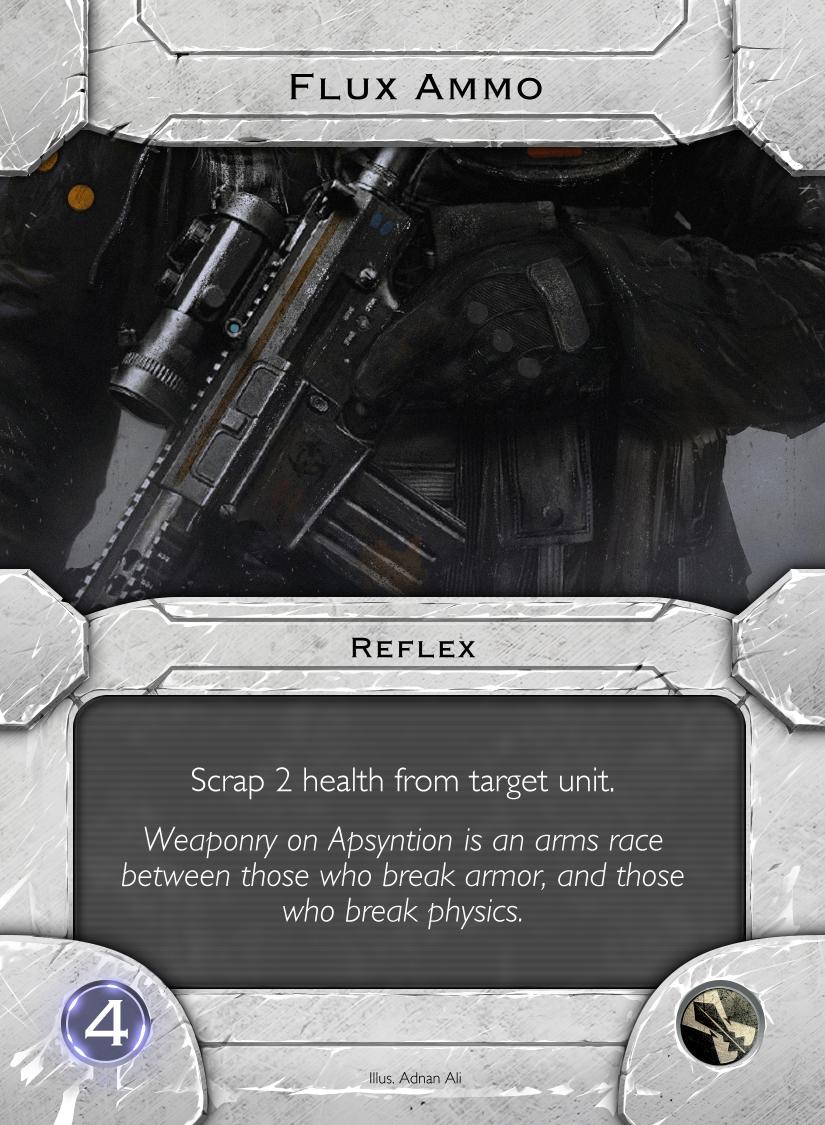 Flux Ammo
Reflex
Scrap 2 health from target unit.
Weaponry on Apsyntion is an arms race
between those who break armor, and those
who break physics.
4
Illus. Adnan Ali